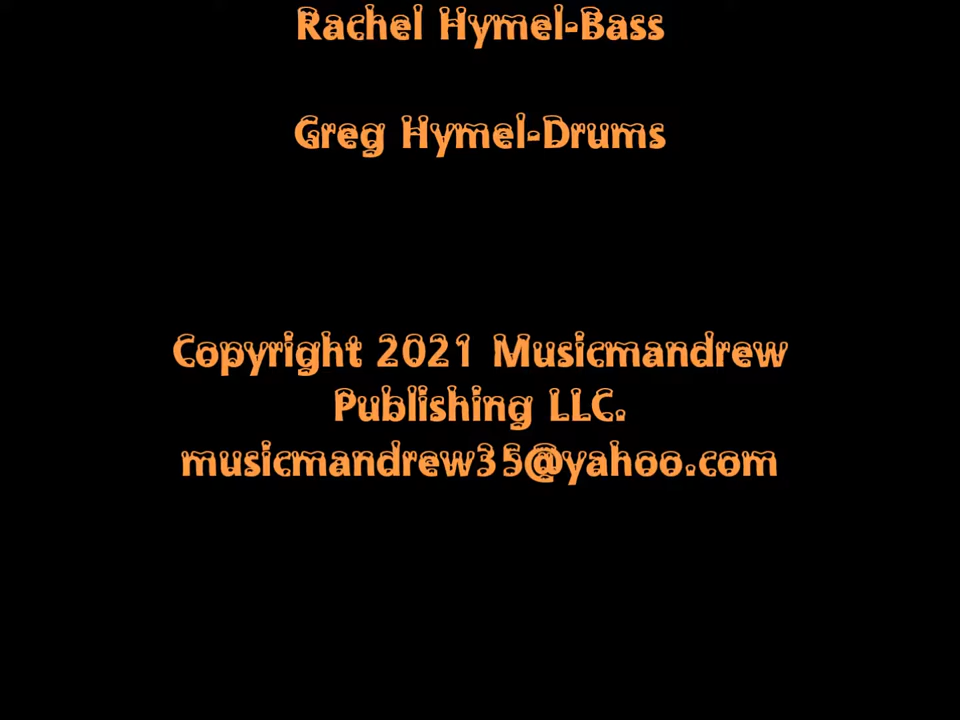 Rachel Hymel-Bass
Greg Hymel-Drums
Copyright 2021 Musicmandrew
Publishing LLC.
musicmandrew35@yahoo.com